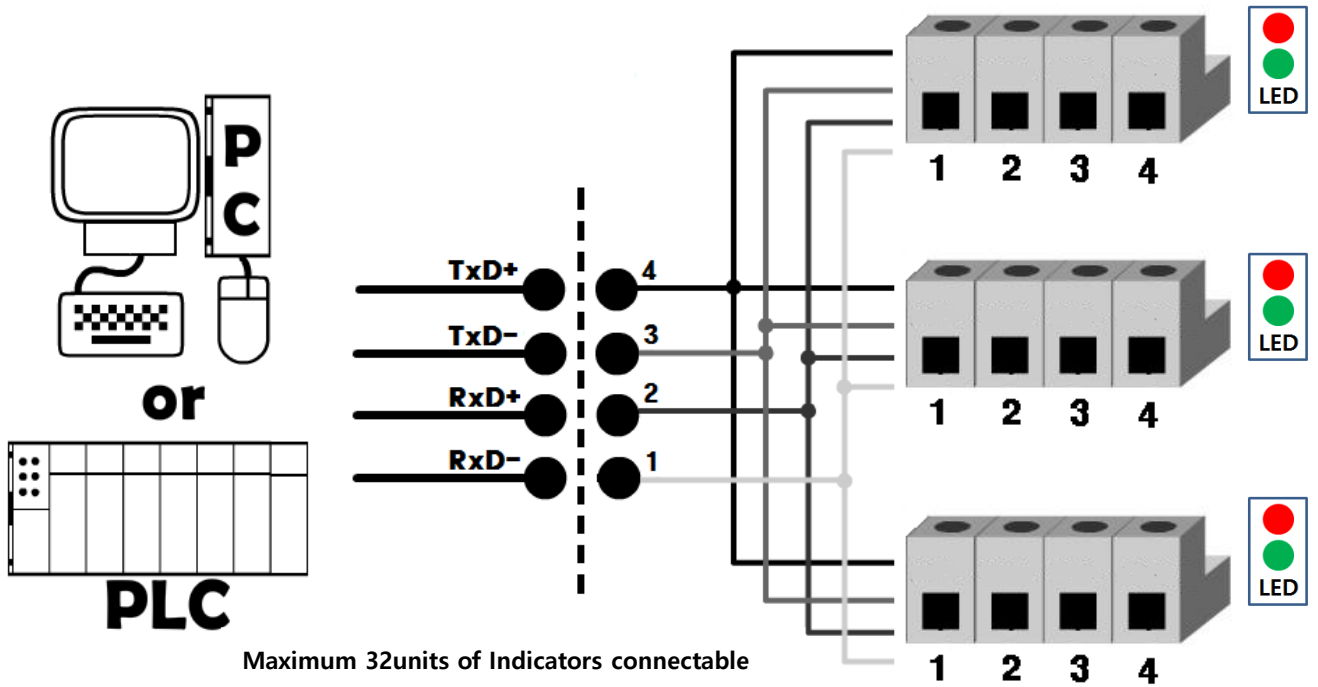 P
C
or
PLC
TxD+
TxD-
RxD+
RxD-
4
3
2
1
1 2 3 4
LED
1 2 3 4
LED
1 2 3 4
LED
Maximum 32units of Indicators connectable